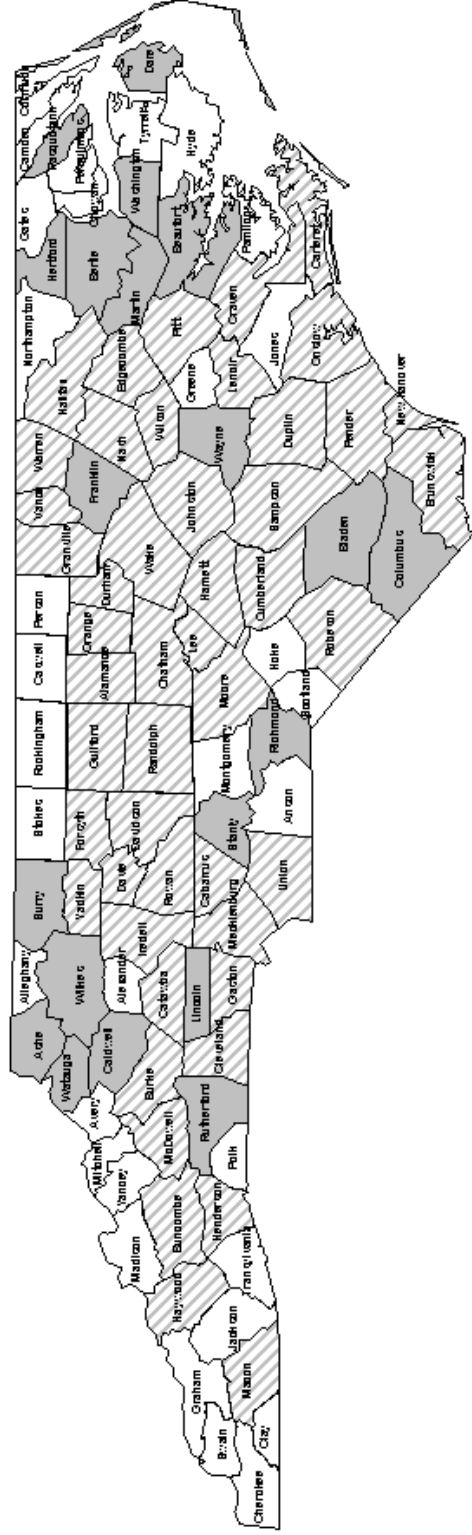 Cherokee
Clay
Swain
Graham
Macon
Jackson
Haywood
Transylvania
Madison
Buncombe
Henderson
Yancey
Mitchell
McDowell
Polk
Rutherford
Avery
Burke
Cleveland
Watauga
Caldwell
Ashe
Lincoln
Catawba
Gaston
Alleghany
Wilkes
Alexander
Iredell
Mecklenburg
Surry
Yadkin
Davie
Rowan
Cabarrus
Union
Stokes
Forsyth
Davidson
Stanly
Anson
Rockingham
Guilford
Randolph
Montgomery
Richmond
Caswell
Alamance
Chatham
Moore
Scotland
Hoke
Lee
Person
Orange
Durham
Granville
Vance
Wake
Harnett
Cumberland
Robeson
Warren
Franklin
Johnston
Sampson
Bladen
Columbus
Halifax
Nash
Wilson
Wayne
Duplin
Pender
Brunswick
New Hanover
Northampton
Edgecombe
Greene
Lenoir
Jones
Onslow
Hertford
Bertie
Martin
Pitt
Craven
Carteret
Gates
Chowan
Perquimans
Pasquotank
Camden
Currituck
Washington
Beaufort
Pamlico
Tyrrell
Hyde
Dare